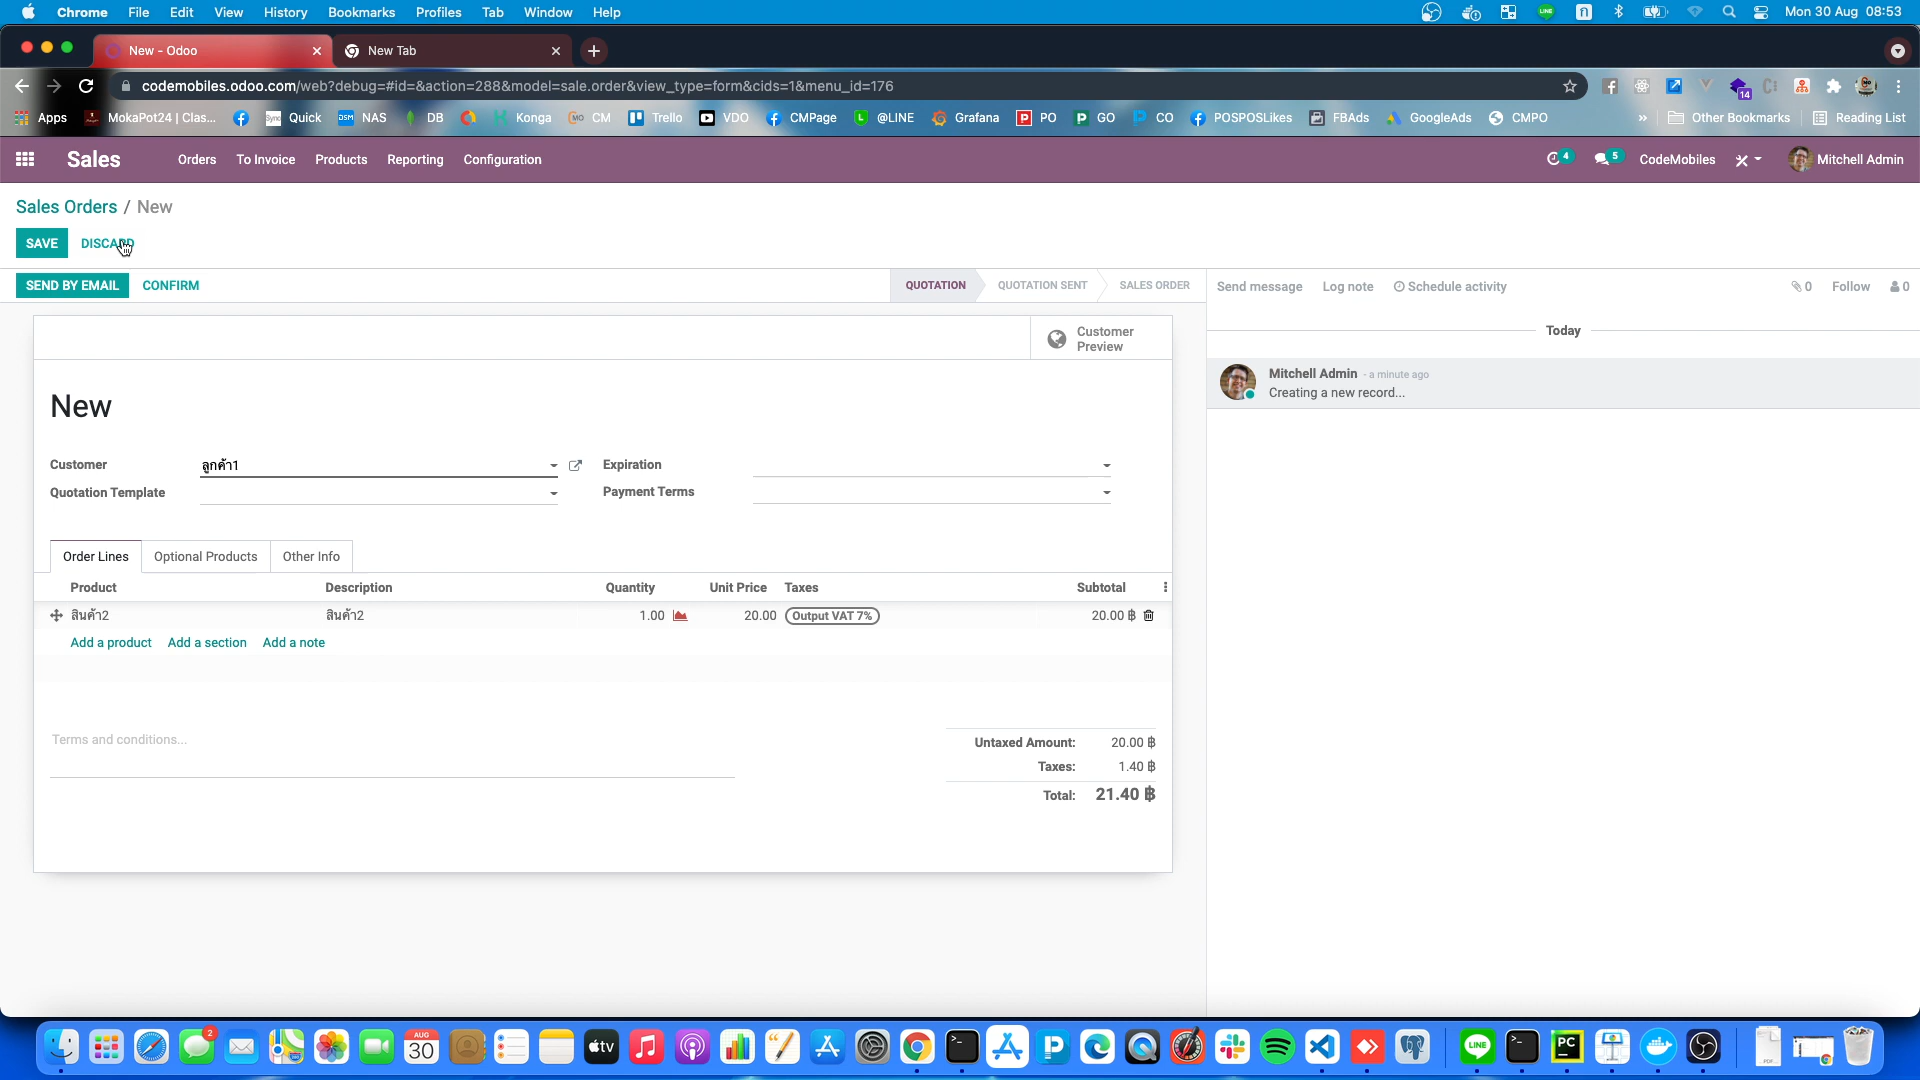 Chrome File Edit View History Bookmarks Profiles Tab Window Help Mon 30 Aug 08:53
New - Odoo New Tab
codemobiles.odoo.com/web?debug=#id=&action=288&model=sale.order&view_type=form&cids=1&menu_id=176
14
Apps MokaPot24 | Clas... Quick NAS DB Konga CM Trello VDO CMPage @LINE Grafana PO GO CO POSPOSLikes FBAds GoogleAds CMPO » Other Bookmarks Reading List
Sales Orders To Invoice Products Reporting Configuration 4 5 CodeMobiles Mitchell Admin
Sales Orders / New
SAVE DISCARD
SEND BY EMAIL CONFIRM QUOTATION QUOTATION SENT SALES ORDER Send message Log note Schedule activity 0 Follow 0
Customer Preview
Today
Mitchell Admin - a minute ago
Creating a new record...
New
Customer ลูกค้า1 Expiration
Quotation Template Payment Terms
Order Lines Optional Products Other Info
Product Description Quantity Unit Price Taxes Subtotal
สินค้า2 สินค้า2 1.00 20.00 Output VAT 7% 20.00 ฿
Add a product Add a section Add a note
Terms and conditions...
Untaxed Amount: 20.00 ฿
Taxes: 1.40 ฿
Total: 21.40 ฿
2 AUG 30 tv PC